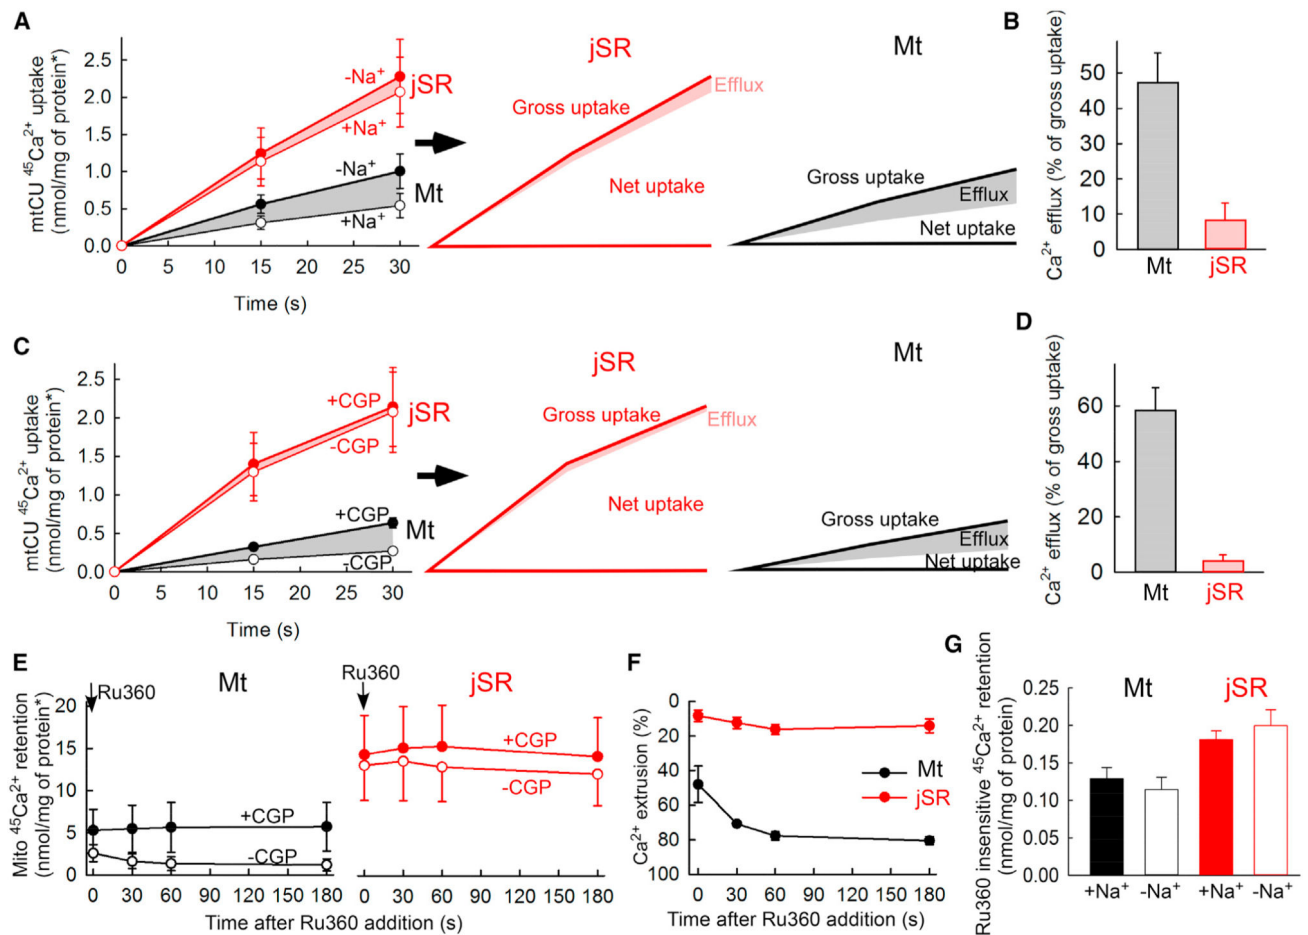 A
mtCU 45Ca2+ uptake
(nmol/mg of protein*)
2.5
2.0
1.5
1.0
0.5
0.0
0 5 10 15 20 25 30
Time (s)
-Na+
jSR
+Na+
-Na+
Mt
+Na+
jSR
Gross uptake
Efflux
Net uptake
Mt
Gross uptake
Efflux
Net uptake
B
Ca2+ efflux (% of gross uptake)
50
40
30
20
10
0
Mt jSR
C
mtCU 45Ca2+ uptake
(nmol/mg of protein*)
2.5
2.0
1.5
1.0
0.5
0.0
0 5 10 15 20 25 30
Time (s)
+CGP
jSR
-CGP
+CGP
Mt
-CGP
jSR
Gross uptake
Efflux
Net uptake
Mt
Gross uptake
Efflux
Net uptake
D
Ca2+ efflux (% of gross uptake)
60
40
20
0
Mt jSR
E
Mito 45Ca2+ retention
(nmol/mg of protein*)
20
15
10
5
0
Ru360
Mt
+CGP
-CGP
0 30 60 90 120 150 180
Ru360
jSR
+CGP
-CGP
0 30 60 90 120 150 180
Time after Ru360 addition (s)
F
Ca2+ extrusion (%)
0
20
40
60
80
100
Mt
jSR
0 30 60 90 120 150 180
Time after Ru360 addition (s)
G
Ru360 insensitive 45Ca2+ retention
(nmol/mg of protein)
0.25
0.20
0.15
0.10
0.05
0.00
Mt jSR
+Na+ -Na+ +Na+ -Na+